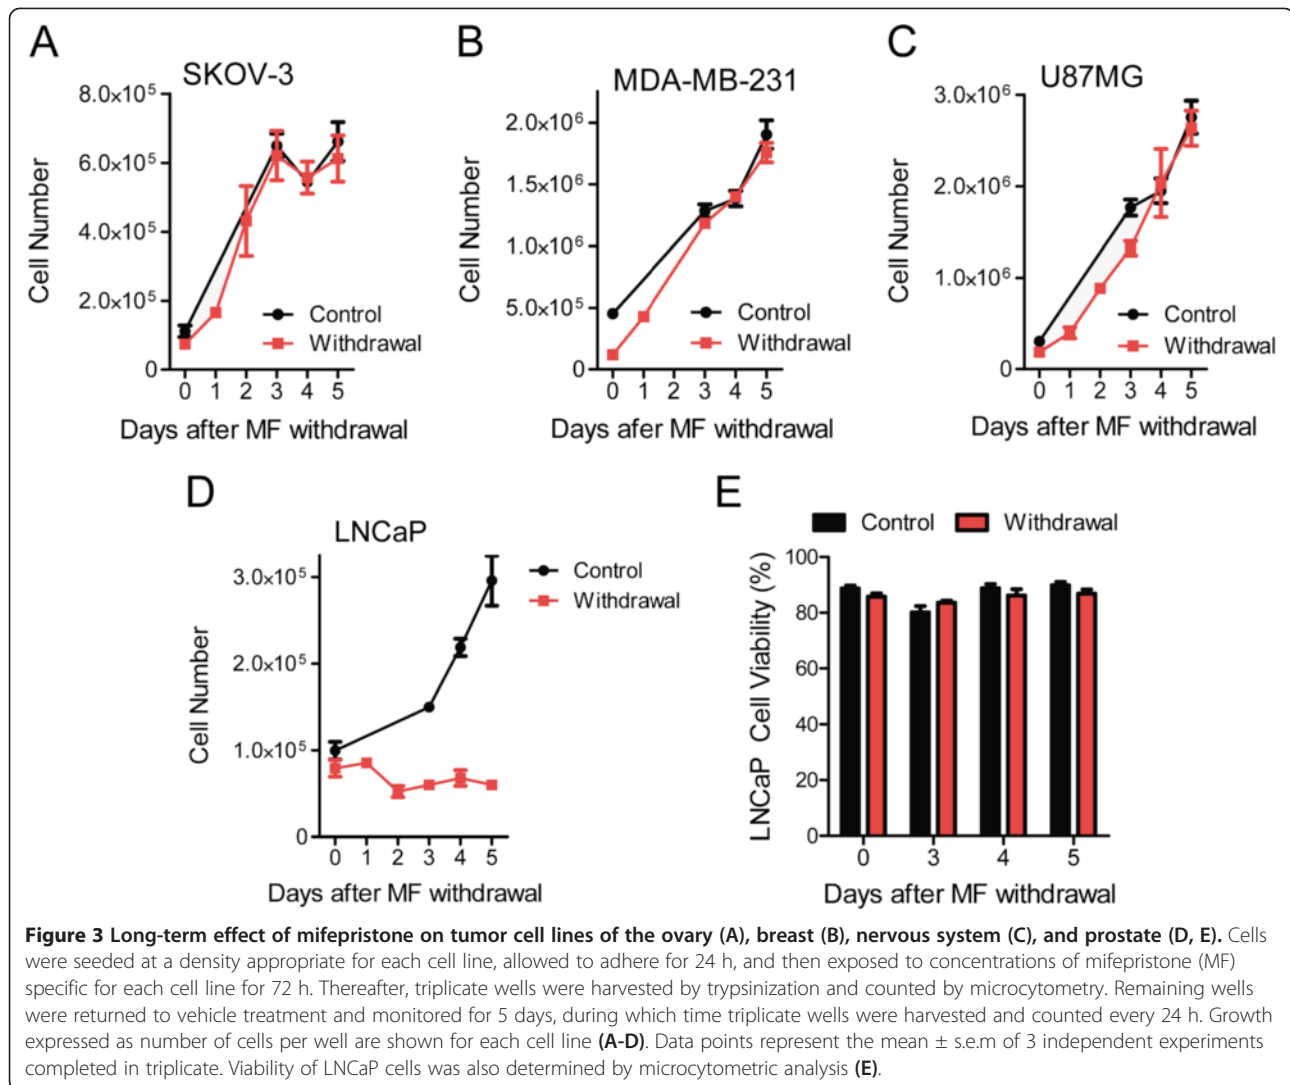 A
SKOV-3
8.0x10⁵
6.0x10⁵
4.0x10⁵
2.0x10⁵
0
Cell Number
Control
Withdrawal
0 1 2 3 4 5
Days after MF withdrawal
B
MDA-MB-231
2.0x10⁶
1.5x10⁶
1.0x10⁶
5.0x10⁵
0
Cell Number
Control
Withdrawal
0 1 2 3 4 5
Days afer MF withdrawal
C
U87MG
3.0x10⁶
2.0x10⁶
1.0x10⁶
0
Cell Number
Control
Withdrawal
0 1 2 3 4 5
Days after MF withdrawal
D
LNCaP
3.0x10⁵
2.0x10⁵
1.0x10⁵
0
Cell Number
Control
Withdrawal
0 1 2 3 4 5
Days after MF withdrawal
E
Control Withdrawal
100
80
60
40
20
0
LNCaP Cell Viability (%)
0 3 4 5
Days after MF withdrawal
Figure 3 Long-term effect of mifepristone on tumor cell lines of the ovary (A), breast (B), nervous system (C), and prostate (D, E). Cells
were seeded at a density appropriate for each cell line, allowed to adhere for 24 h, and then exposed to concentrations of mifepristone (MF)
specific for each cell line for 72 h. Thereafter, triplicate wells were harvested by trypsinization and counted by microcytometry. Remaining wells
were returned to vehicle treatment and monitored for 5 days, during which time triplicate wells were harvested and counted every 24 h. Growth
expressed as number of cells per well are shown for each cell line (A-D). Data points represent the mean ± s.e.m of 3 independent experiments
completed in triplicate. Viability of LNCaP cells was also determined by microcytometric analysis (E).